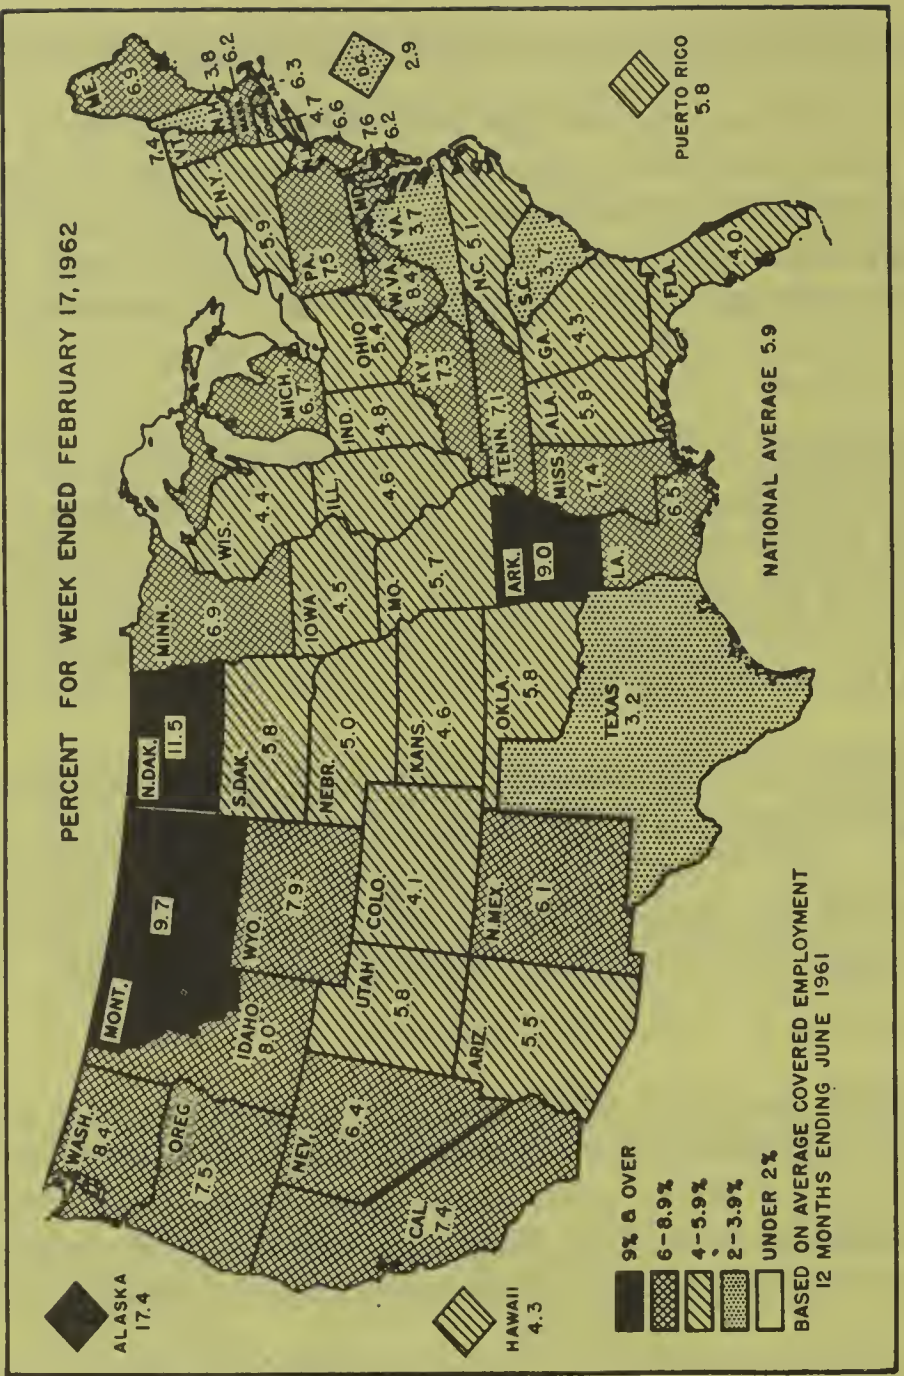 PERCENT FOR WEEK ENDED FEBRUARY 17, 1962
ALASKA
17.4
HAWAII
4.3
WASH.
8.4
OREG.
7.5
CAL.
7.4
NEV.
6.4
IDAHO
8.0
MONT.
9.7
WYO.
7.9
UTAH
5.8
ARIZ.
5.5
COLO.
4.1
N.MEX.
6.1
N.DAK.
11.5
S.DAK.
5.8
NEBR.
5.0
KANS.
4.6
OKLA.
5.8
TEXAS
3.2
MINN.
6.9
IOWA
4.5
MO.
5.7
ARK.
9.0
LA.
6.5
WIS.
4.4
ILL.
4.6
MICH.
6.7
IND.
4.8
OHIO
5.4
KY.
7.3
TENN. 7.1
MISS.
7.4
ALA.
5.8
GA.
4.3
FLA.
4.0
S.C.
3.7
N.C. 5.1
VA.
3.7
W.VA.
8.4
PA.
7.5
N.Y.
5.9
VT.
7.4
N.H.
3.8
ME.
6.9
6.2
6.3
4.7
N.J.
6.6
7.6
MD.
6.2
D.C.
2.9
PUERTO RICO
5.8
NATIONAL AVERAGE 5.9
9% & OVER
6-8.9%
4-5.9%
2-3.9%
UNDER 2%
BASED ON AVERAGE COVERED EMPLOYMENT
12 MONTHS ENDING JUNE 1961